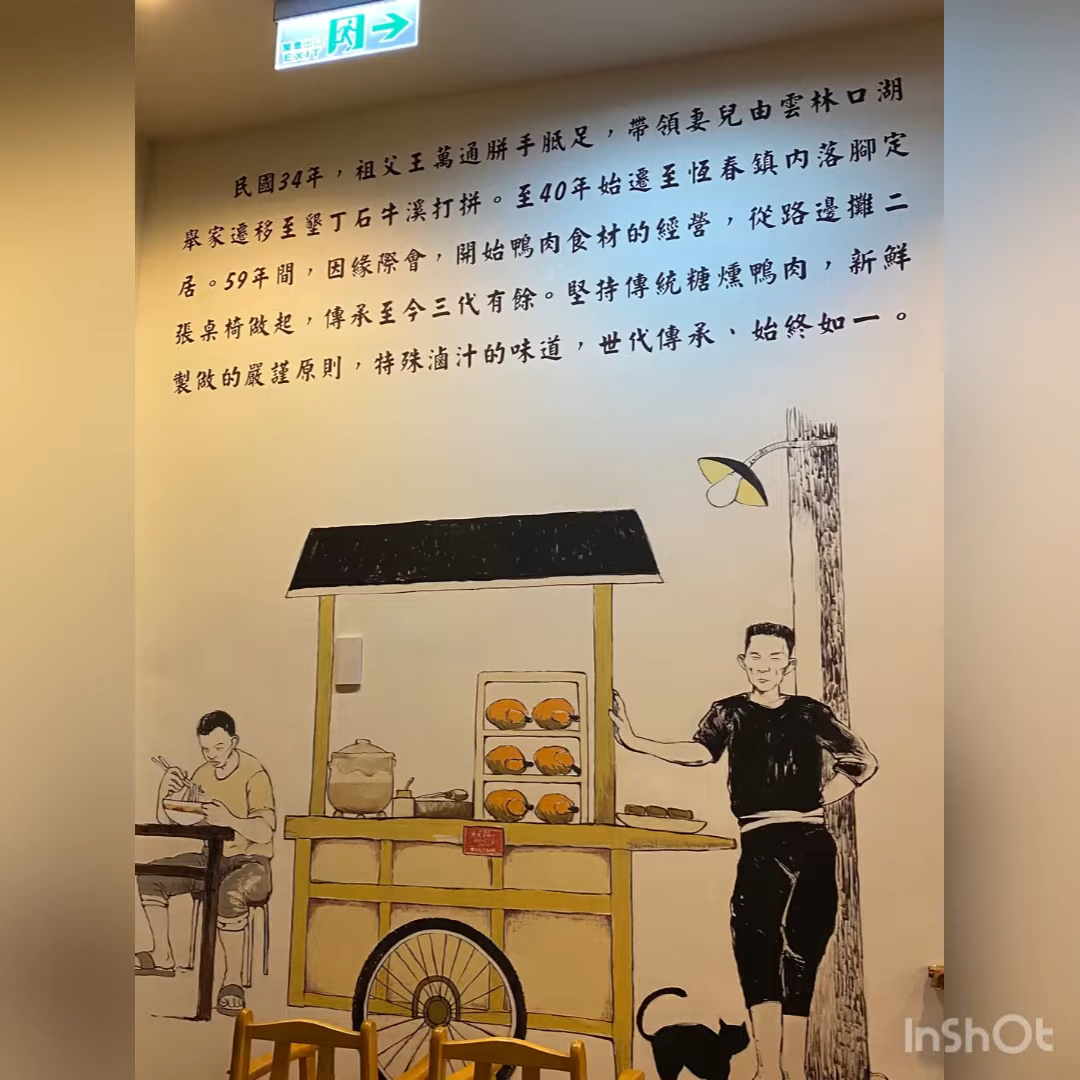 緊急出口
EXIT
民國34年，祖父王萬通胼手胝足，帶領妻兒由雲林口湖
舉家遷移至墾丁石牛溪打拼。至40年始遷至恆春鎮內落腳定
居。59年間，因緣際會，開始鴨肉食材的經營，從路邊攤二
張桌椅做起，傳承至今三代有餘。堅持傳統糖燻鴨肉，新鮮
製做的嚴謹原則，特殊滷汁的味道，世代傳承、始終如一。
InShOt